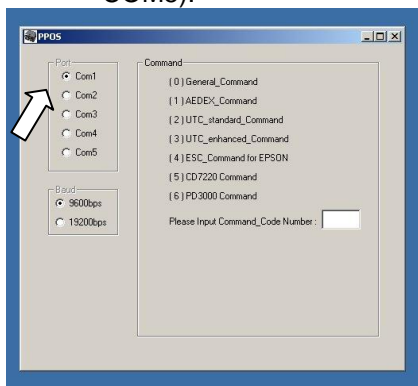 COM5).
PPOS
Port
Com1
Com2
Com3
Com4
Com5
Baud
9600bps
19200bps
Command
( 0 ) General_Command
( 1 ) AEDEX_Command
( 2 ) UTC_standard_Command
( 3 ) UTC_enhanced_Command
( 4 ) ESC_Command for EPSON
( 5 ) CD7220 Command
( 6 ) PD3000 Command
Please Input Command_Code Number :